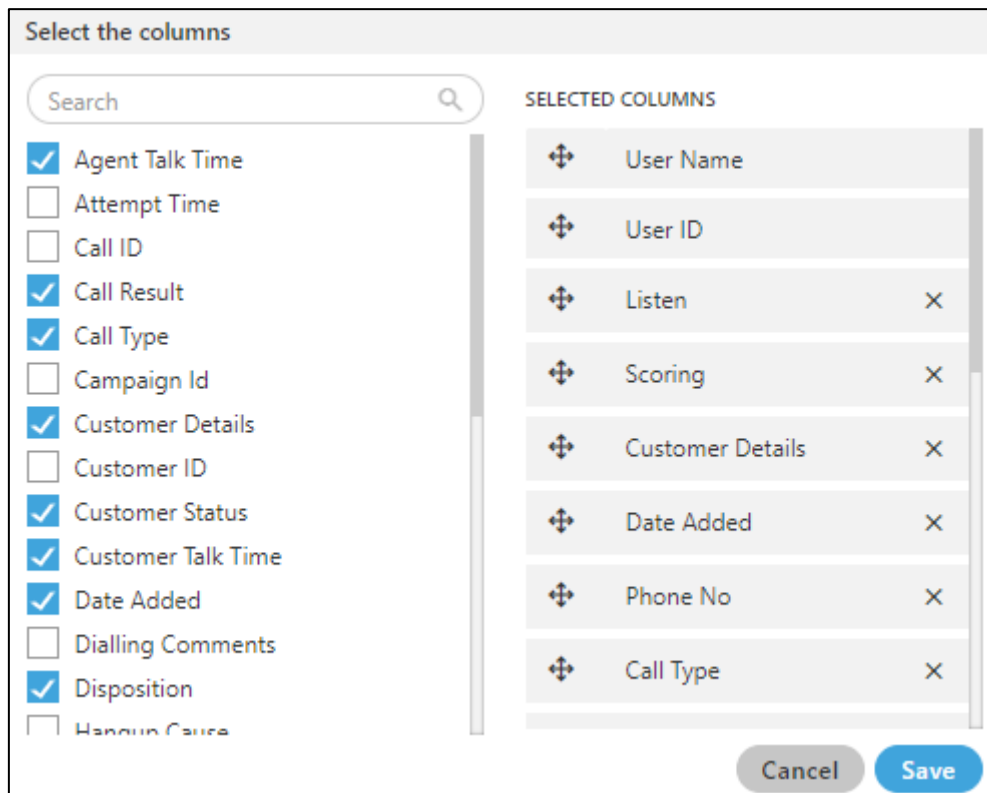 Select the columns
Search
Agent Talk Time
Attempt Time
Call ID
Call Result
Call Type
Campaign Id
Customer Details
Customer ID
Customer Status
Customer Talk Time
Date Added
Dialling Comments
Disposition
Hangup Cause
SELECTED COLUMNS
User Name
User ID
Listen
Scoring
Customer Details
Date Added
Phone No
Call Type
Cancel
Save